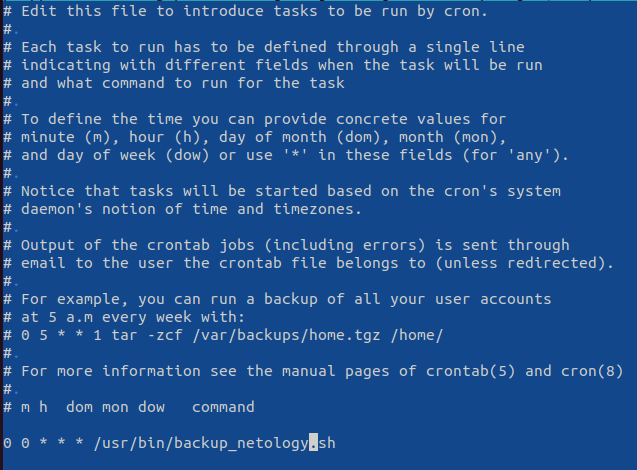 # Edit this file to introduce tasks to be run by cron.
#.
# Each task to run has to be defined through a single line
# indicating with different fields when the task will be run
# and what command to run for the task
#.
# To define the time you can provide concrete values for
# minute (m), hour (h), day of month (dom), month (mon),
# and day of week (dow) or use '*' in these fields (for 'any').
#.
# Notice that tasks will be started based on the cron's system
# daemon's notion of time and timezones.
#.
# Output of the crontab jobs (including errors) is sent through
# email to the user the crontab file belongs to (unless redirected).
#.
# For example, you can run a backup of all your user accounts
# at 5 a.m every week with:
# 0 5 * * 1 tar -zcf /var/backups/home.tgz /home/
#.
# For more information see the manual pages of crontab(5) and cron(8)
#.
# m h  dom mon dow   command
0 0 * * * /usr/bin/backup_netology.sh